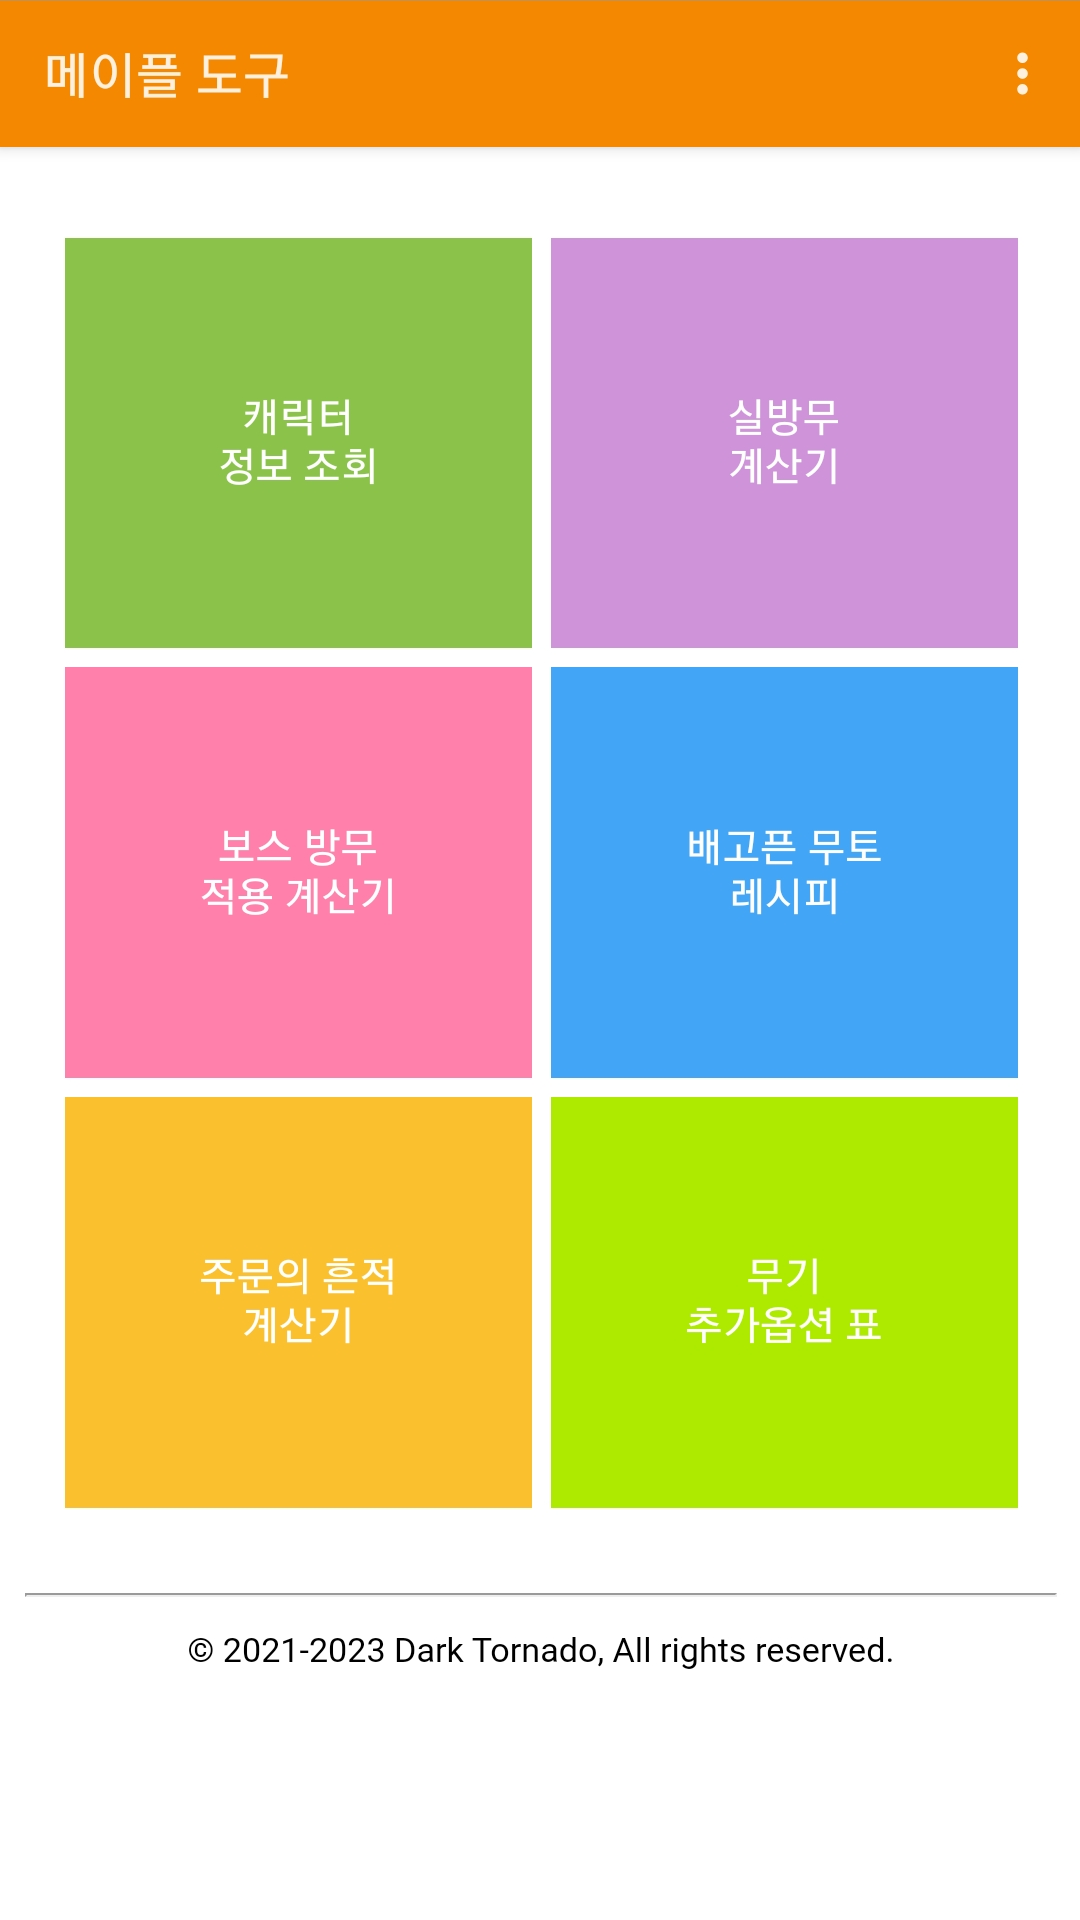 메이플 도구
캐릭터
정보 조회
실방무
계산기
보스 방무
적용 계산기
배고픈 무토
레시피
주문의 흔적
계산기
무기
추가옵션 표
© 2021-2023 Dark Tornado, All rights reserved.